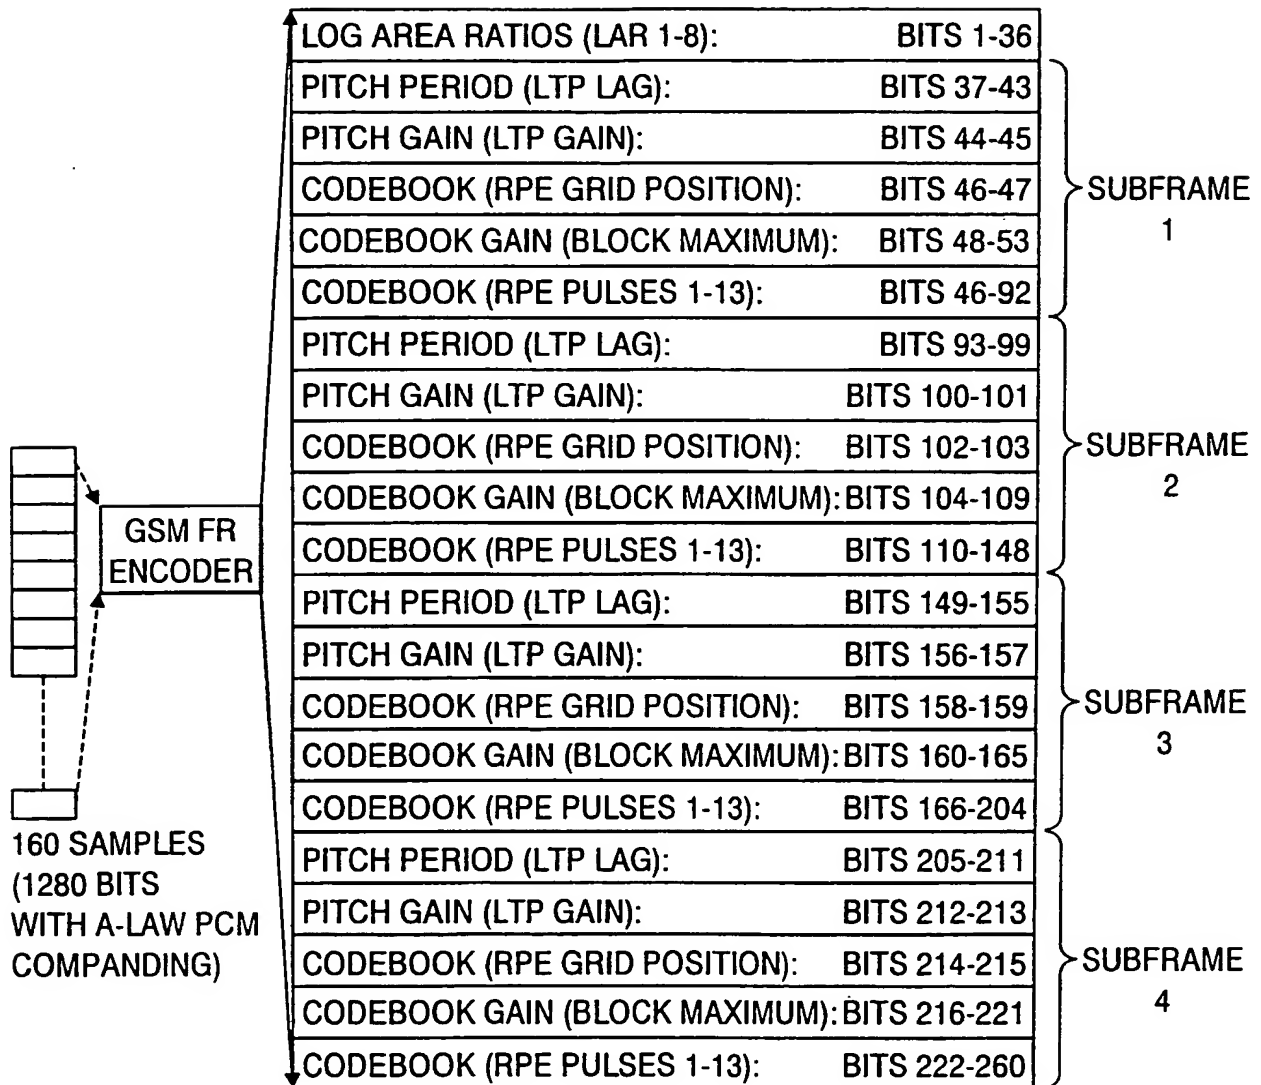 LOG AREA RATIOS (LAR 1-8): BITS 1-36
PITCH PERIOD (LTP LAG): BITS 37-43
PITCH GAIN (LTP GAIN): BITS 44-45
CODEBOOK (RPE GRID POSITION): BITS 46-47
CODEBOOK GAIN (BLOCK MAXIMUM): BITS 48-53
CODEBOOK (RPE PULSES 1-13): BITS 46-92
SUBFRAME
1
PITCH PERIOD (LTP LAG): BITS 93-99
PITCH GAIN (LTP GAIN): BITS 100-101
CODEBOOK (RPE GRID POSITION): BITS 102-103
CODEBOOK GAIN (BLOCK MAXIMUM): BITS 104-109
CODEBOOK (RPE PULSES 1-13): BITS 110-148
SUBFRAME
2
PITCH PERIOD (LTP LAG): BITS 149-155
PITCH GAIN (LTP GAIN): BITS 156-157
CODEBOOK (RPE GRID POSITION): BITS 158-159
CODEBOOK GAIN (BLOCK MAXIMUM): BITS 160-165
CODEBOOK (RPE PULSES 1-13): BITS 166-204
SUBFRAME
3
PITCH PERIOD (LTP LAG): BITS 205-211
PITCH GAIN (LTP GAIN): BITS 212-213
CODEBOOK (RPE GRID POSITION): BITS 214-215
CODEBOOK GAIN (BLOCK MAXIMUM): BITS 216-221
CODEBOOK (RPE PULSES 1-13): BITS 222-260
SUBFRAME
4
GSM FR
ENCODER
160 SAMPLES
(1280 BITS
WITH A-LAW PCM
COMPANDING)